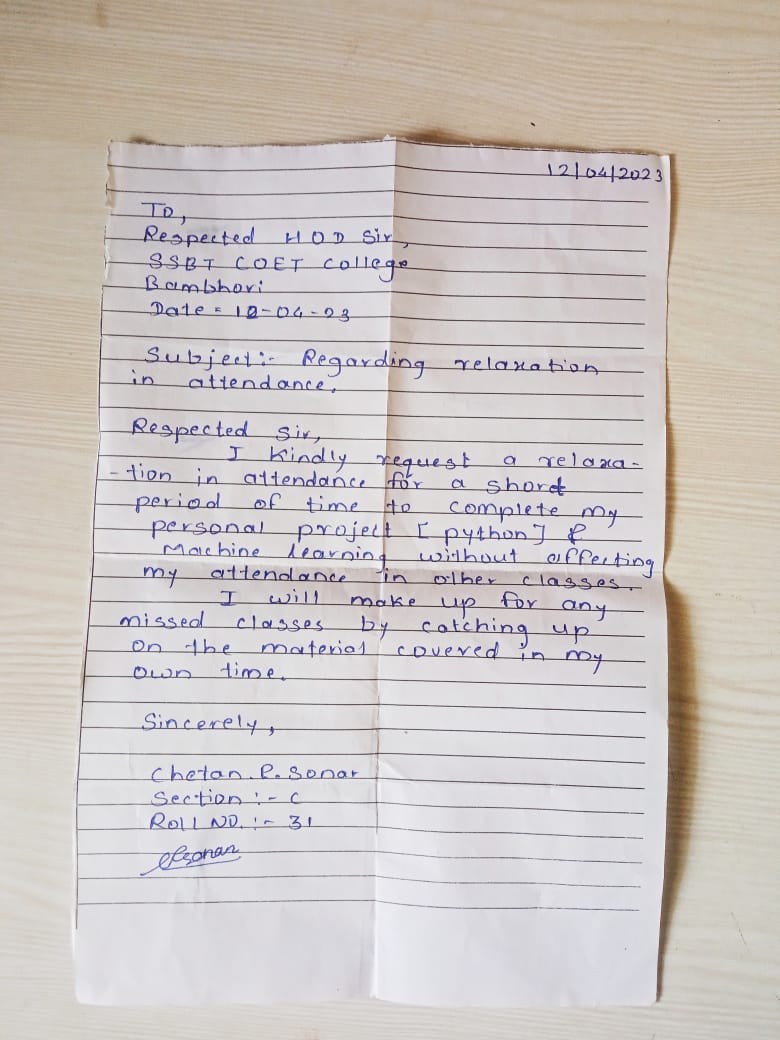 12/04/2023
To,
Respected HOD Sir,
SSBT COET College
Bambhori
Date = 12-04-23
Subject:- Regarding relaxation
in attendance.
Respected Sir,
I Kindly request a relaxa-
-tion in attendance for a short
period of time to complete my
personal project [python] &
Machine learning without affecting
my attendance in other classes.
I will make up for any
missed classes by catching up
on the material covered in my
own time.
Sincerely,
Chetan.P.Sonar
Section :- C
Roll NO. :- 31
CPSonar